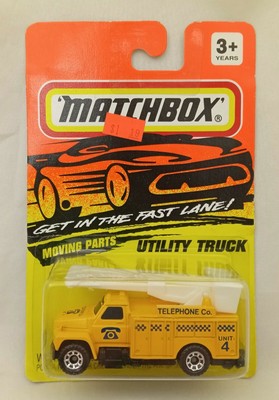 3+
YEARS
MATCHBOX®
GET IN THE FAST LANE!
MOVING PARTS
UTILITY TRUCK
TELEPHONE Co.
UNIT
4